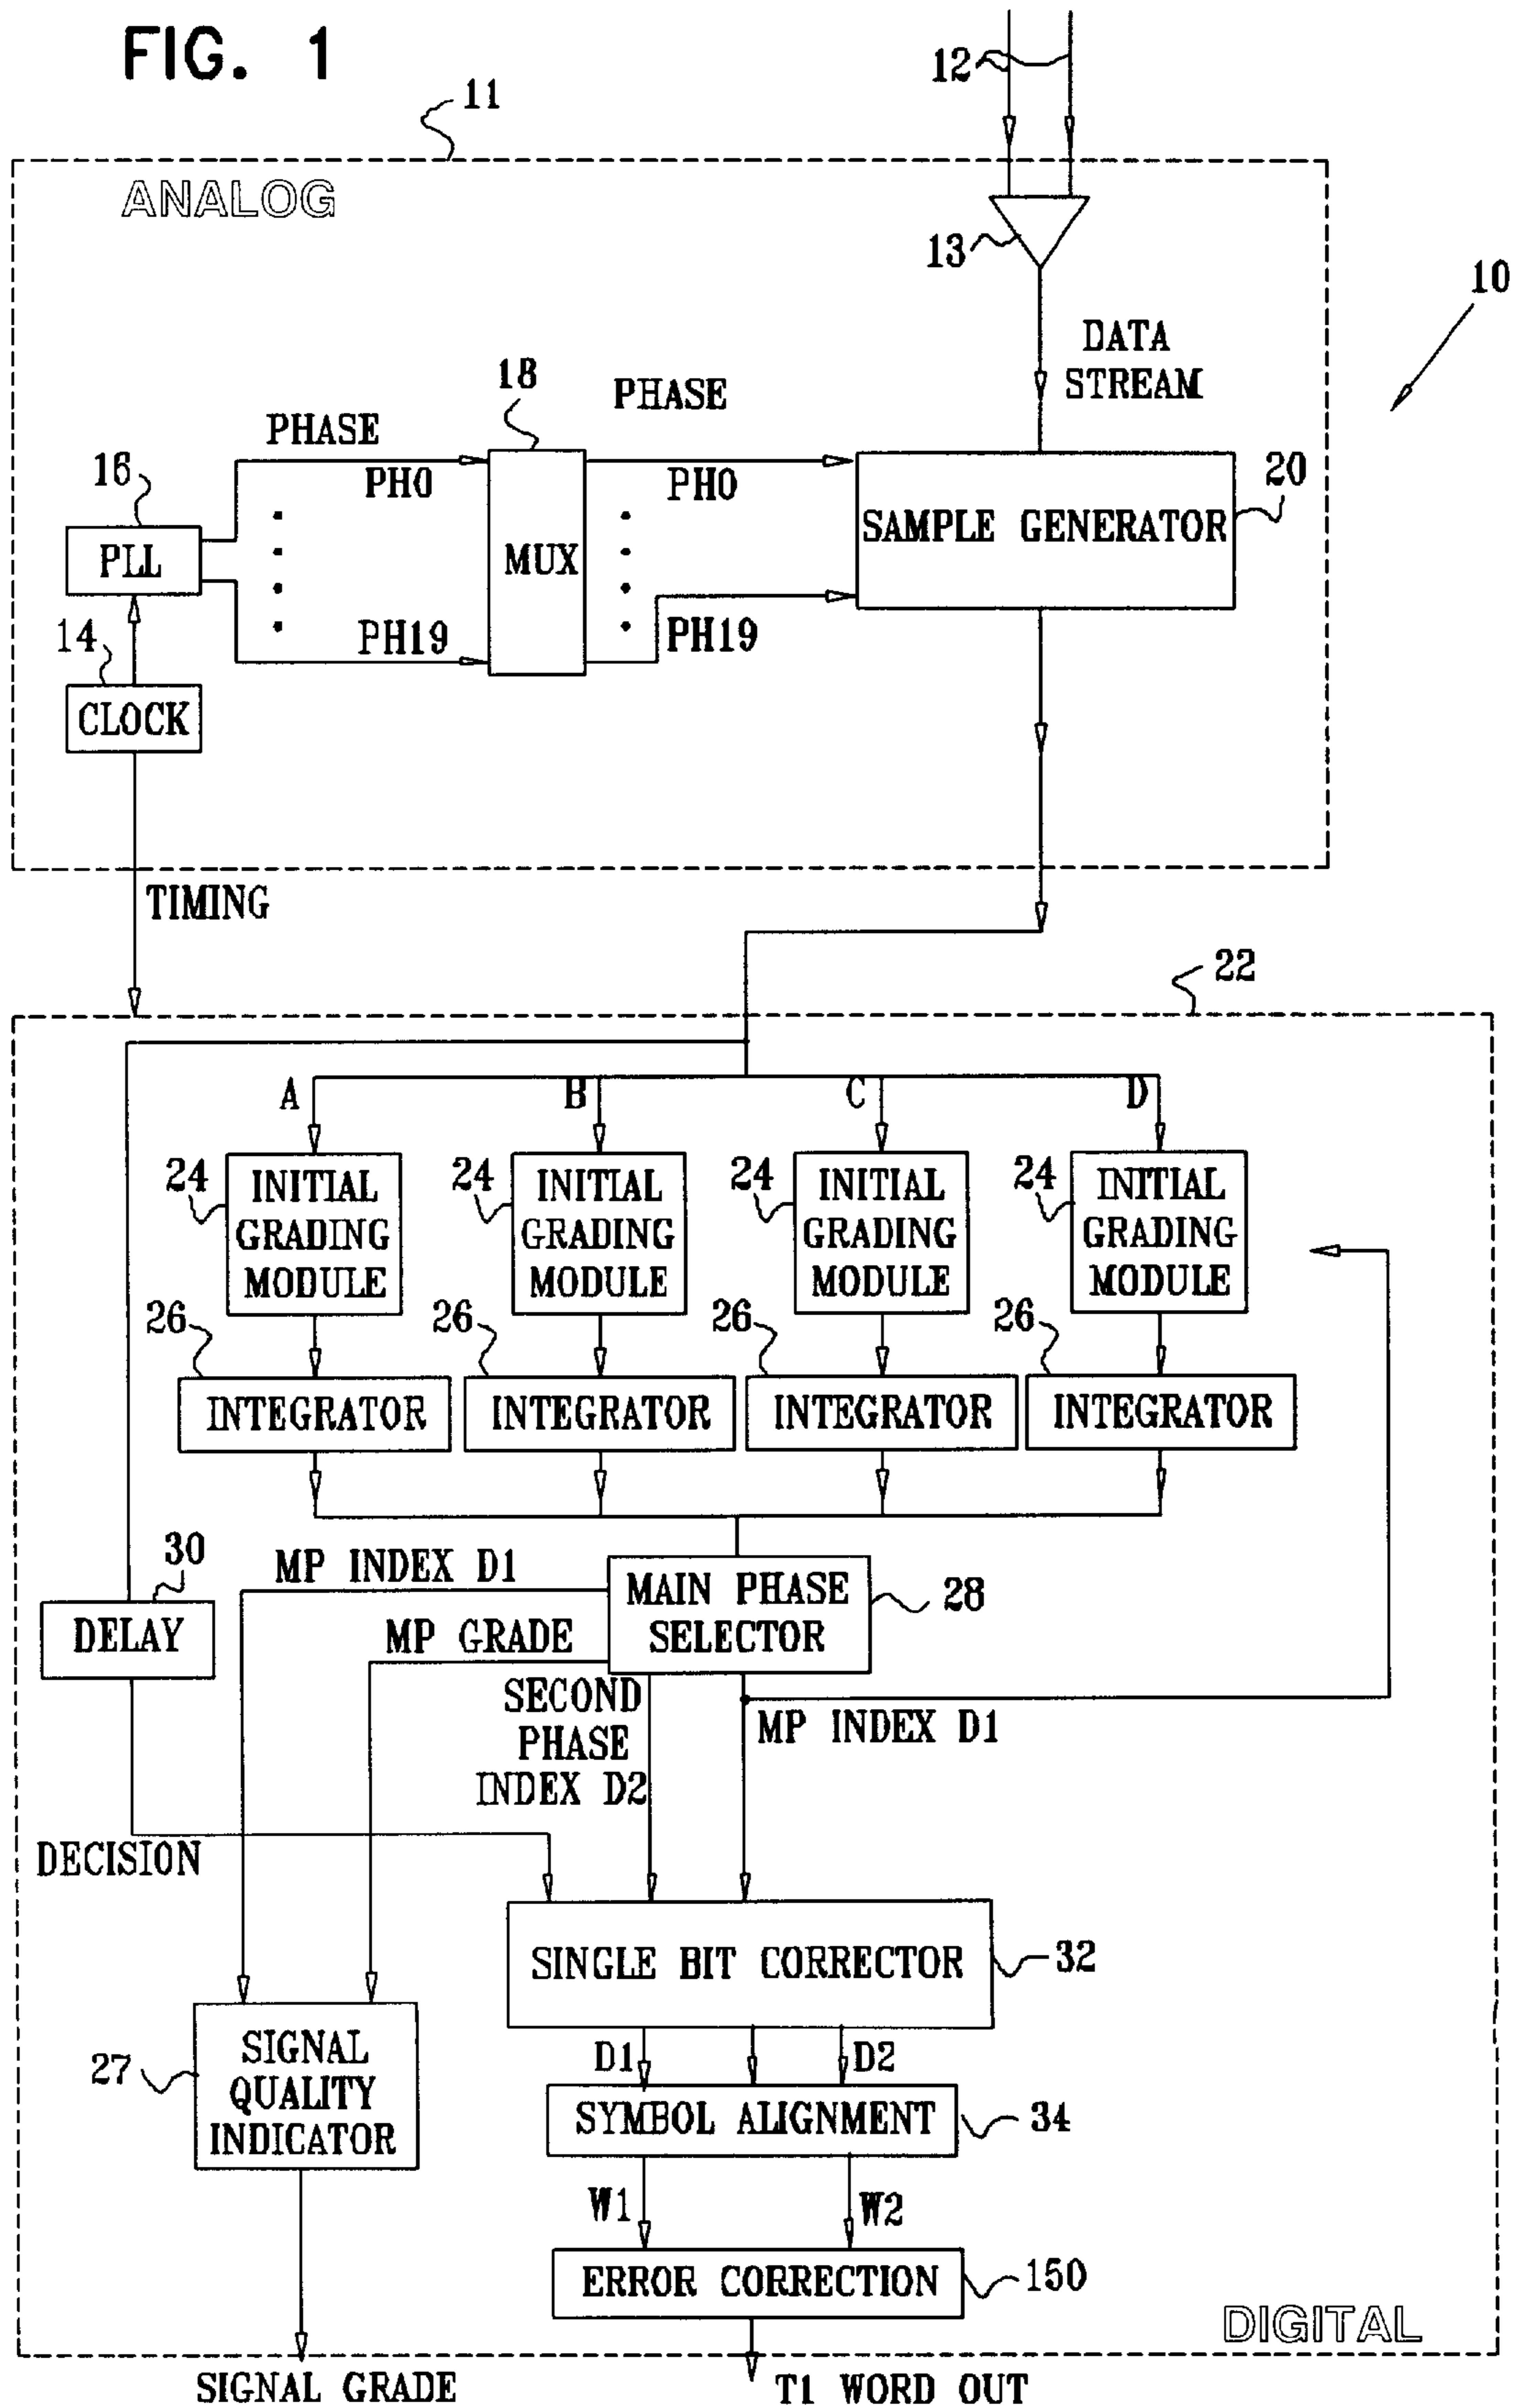 FIG. 1
11
12
ANALOG
13
10
DATA
STREAM
18
PHASE
PHASE
16
PH0
PH0
20
SAMPLE GENERATOR
PLL
MUX
14
PH19
PH19
CLOCK
TIMING
22
A
B
C
D
24
INITIAL
GRADING
MODULE
24
INITIAL
GRADING
MODULE
24
INITIAL
GRADING
MODULE
24
INITIAL
GRADING
MODULE
26
26
26
26
INTEGRATOR
INTEGRATOR
INTEGRATOR
INTEGRATOR
30
MP INDEX D1
MAIN PHASE
SELECTOR
28
DELAY
MP GRADE
SECOND
PHASE
INDEX D2
MP INDEX D1
DECISION
SINGLE BIT CORRECTOR
32
27
SIGNAL
QUALITY
INDICATOR
D1
D2
SYMBOL ALIGNMENT
34
W1
W2
ERROR CORRECTION
150
DIGITAL
SIGNAL GRADE
T1 WORD OUT